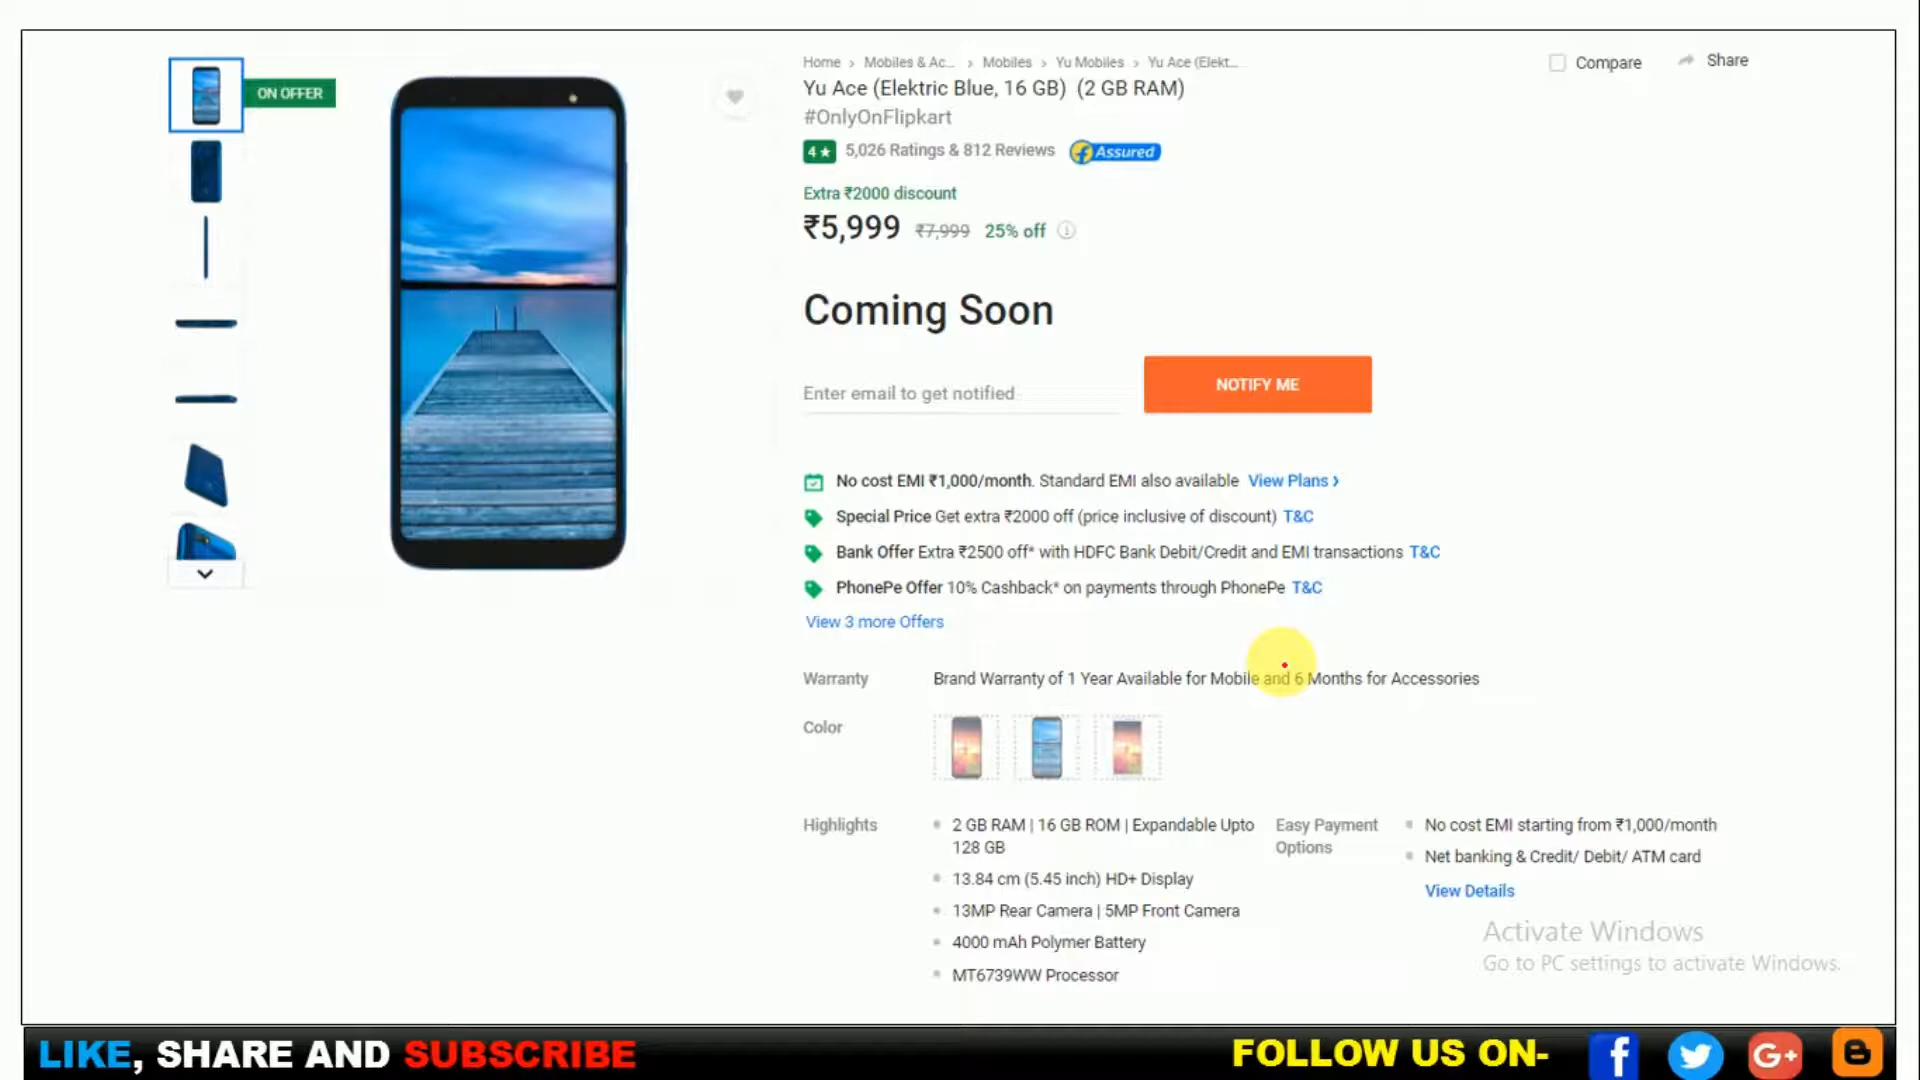 Home > Mobiles & Ac... > Mobiles > Yu Mobiles > Yu Ace (Elekt...
Compare
Share
ON OFFER
Yu Ace (Elektric Blue, 16 GB) (2 GB RAM)
#OnlyOnFlipkart
4★ 5,026 Ratings & 812 Reviews
f Assured
Extra ₹2000 discount
₹5,999 ₹7,999 25% off
Coming Soon
Enter email to get notified
NOTIFY ME
No cost EMI ₹1,000/month. Standard EMI also available View Plans >
Special Price Get extra ₹2000 off (price inclusive of discount) T&C
Bank Offer Extra ₹2500 off* with HDFC Bank Debit/Credit and EMI transactions T&C
PhonePe Offer 10% Cashback* on payments through PhonePe T&C
View 3 more Offers
Warranty
Brand Warranty of 1 Year Available for Mobile and 6 Months for Accessories
Color
Highlights
2 GB RAM | 16 GB ROM | Expandable Upto
128 GB
13.84 cm (5.45 inch) HD+ Display
13MP Rear Camera | 5MP Front Camera
4000 mAh Polymer Battery
MT6739WW Processor
Easy Payment
Options
No cost EMI starting from ₹1,000/month
Net banking & Credit/ Debit/ ATM card
View Details
Activate Windows
Go to PC settings to activate Windows.
LIKE, SHARE AND SUBSCRIBE
FOLLOW US ON-
f
G+
B